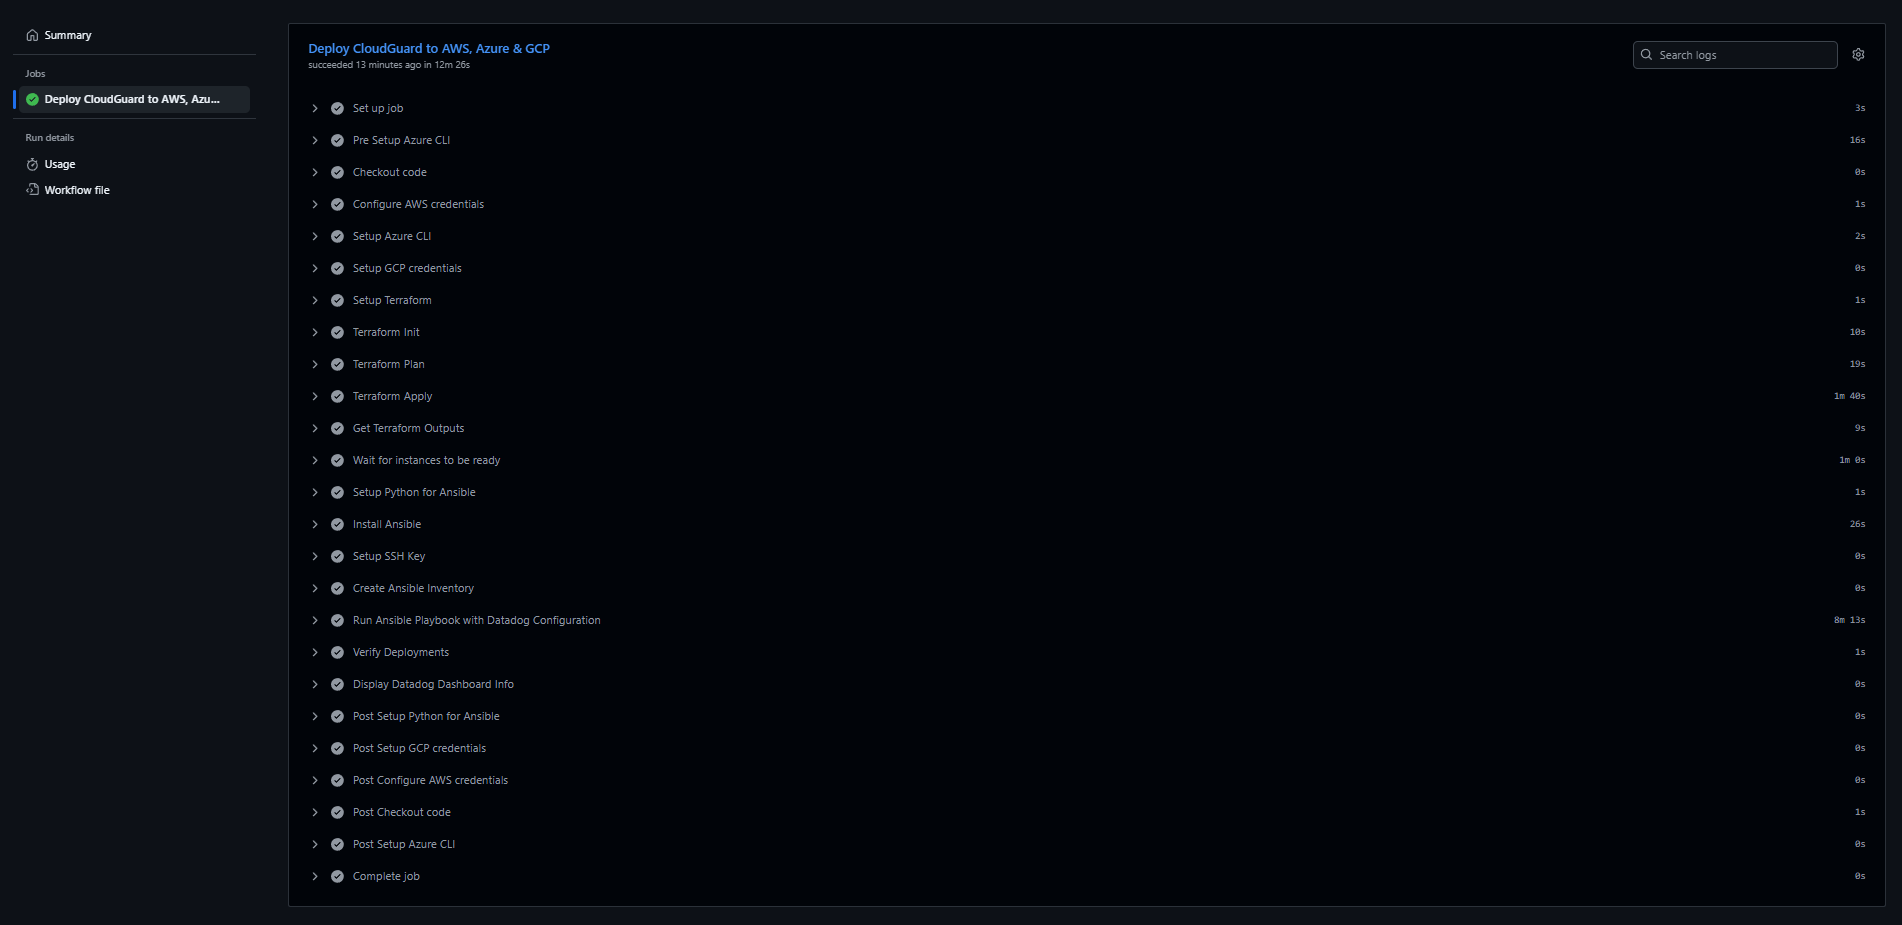 Summary
Jobs
Deploy CloudGuard to AWS, Azu...
Run details
Usage
Workflow file
Deploy CloudGuard to AWS, Azure & GCP
succeeded 13 minutes ago in 12m 26s
Search logs
Set up job 3s
Pre Setup Azure CLI 16s
Checkout code 0s
Configure AWS credentials 1s
Setup Azure CLI 2s
Setup GCP credentials 0s
Setup Terraform 1s
Terraform Init 10s
Terraform Plan 19s
Terraform Apply 1m 40s
Get Terraform Outputs 9s
Wait for instances to be ready 1m 0s
Setup Python for Ansible 1s
Install Ansible 26s
Setup SSH Key 0s
Create Ansible Inventory 0s
Run Ansible Playbook with Datadog Configuration 8m 13s
Verify Deployments 1s
Display Datadog Dashboard Info 0s
Post Setup Python for Ansible 0s
Post Setup GCP credentials 0s
Post Configure AWS credentials 0s
Post Checkout code 1s
Post Setup Azure CLI 0s
Complete job 0s